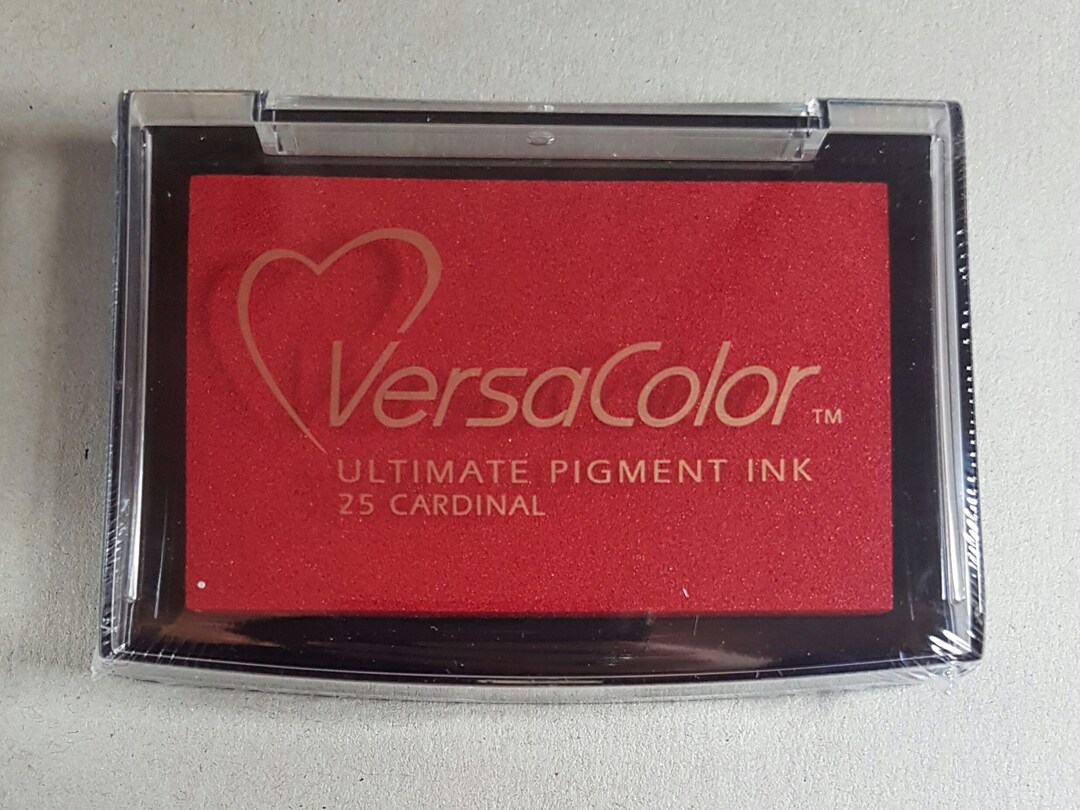 VersaColor™
ULTIMATE PIGMENT INK
25 CARDINAL